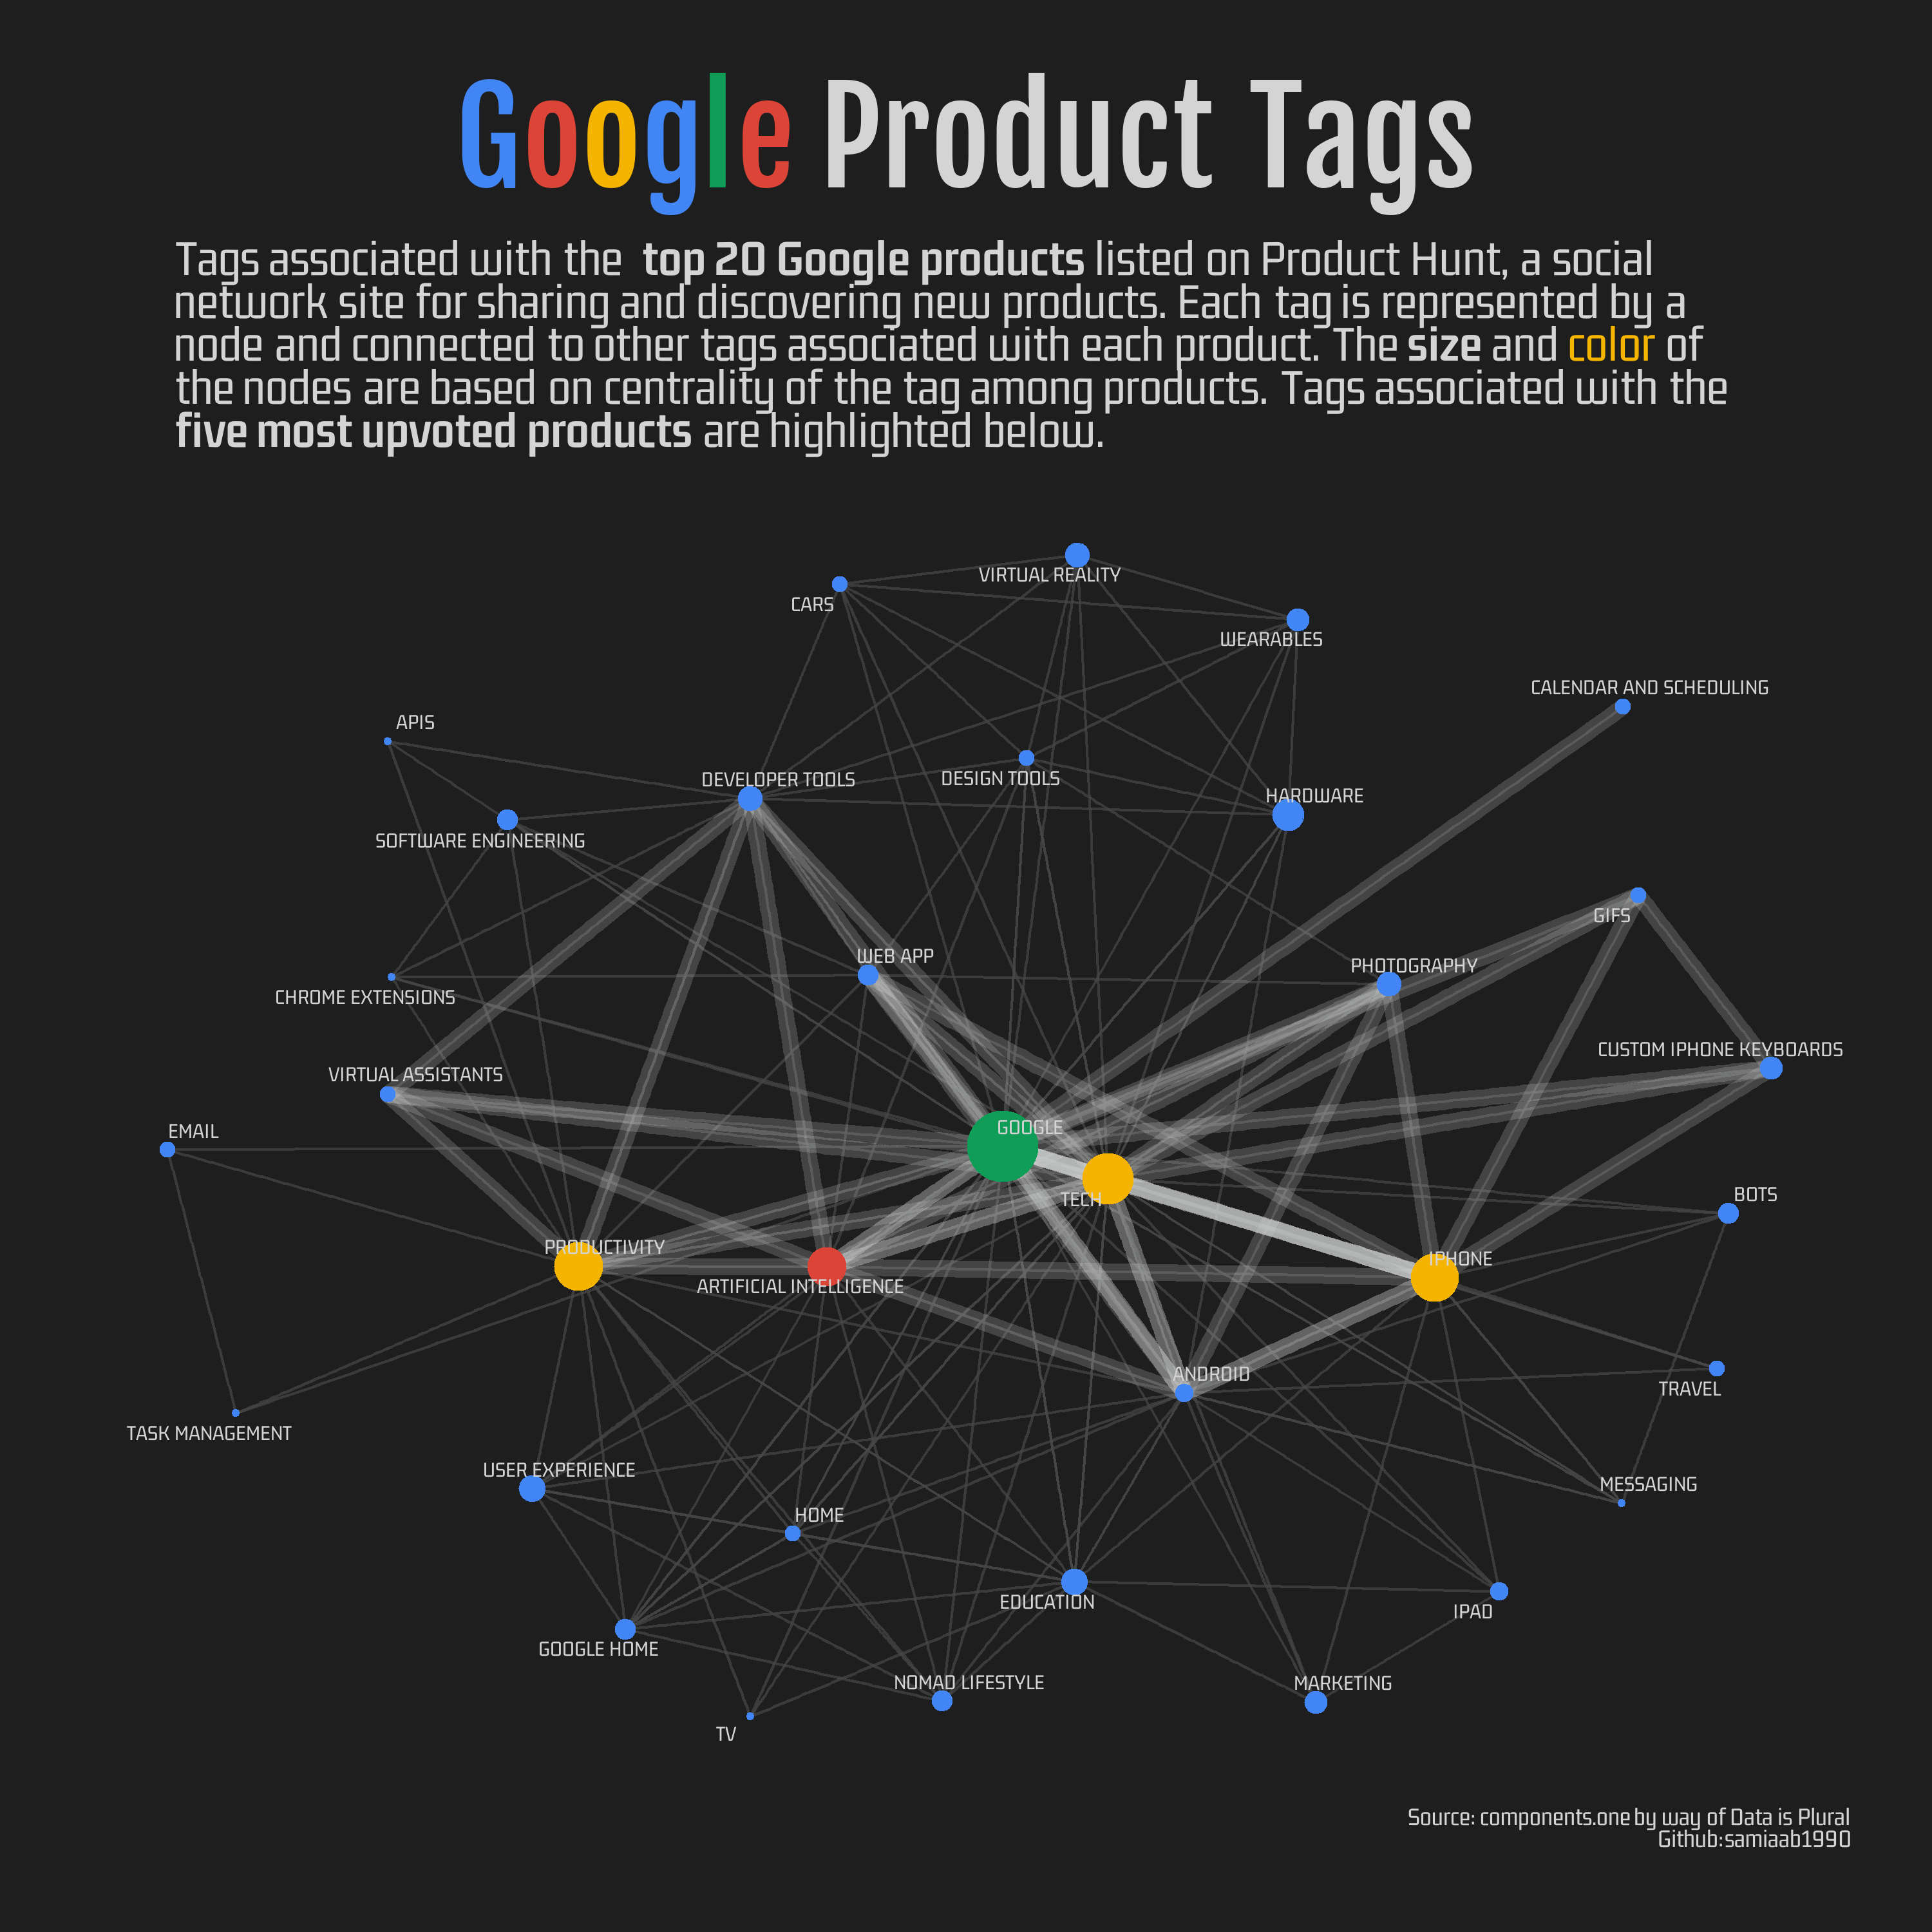 Google Product Tags
Tags associated with the top 20 Google products listed on Product Hunt, a social
network site for sharing and discovering new products. Each tag is represented by a
node and connected to other tags associated with each product. The size and color of
the nodes are based on centrality of the tag among products. Tags associated with the
five most upvoted products are highlighted below.
VIRTUAL REALITY
CARS
WEARABLES
CALENDAR AND SCHEDULING
APIS
DEVELOPER TOOLS
DESIGN TOOLS
HARDWARE
SOFTWARE ENGINEERING
GIFS
WEB APP
PHOTOGRAPHY
CHROME EXTENSIONS
CUSTOM IPHONE KEYBOARDS
VIRTUAL ASSISTANTS
EMAIL
GOOGLE
TECH
BOTS
PRODUCTIVITY
IPHONE
ARTIFICIAL INTELLIGENCE
ANDROID
TRAVEL
TASK MANAGEMENT
USER EXPERIENCE
MESSAGING
HOME
EDUCATION
IPAD
GOOGLE HOME
NOMAD LIFESTYLE
MARKETING
TV
Source: components.one by way of Data is Plural
Github:samiaab1990